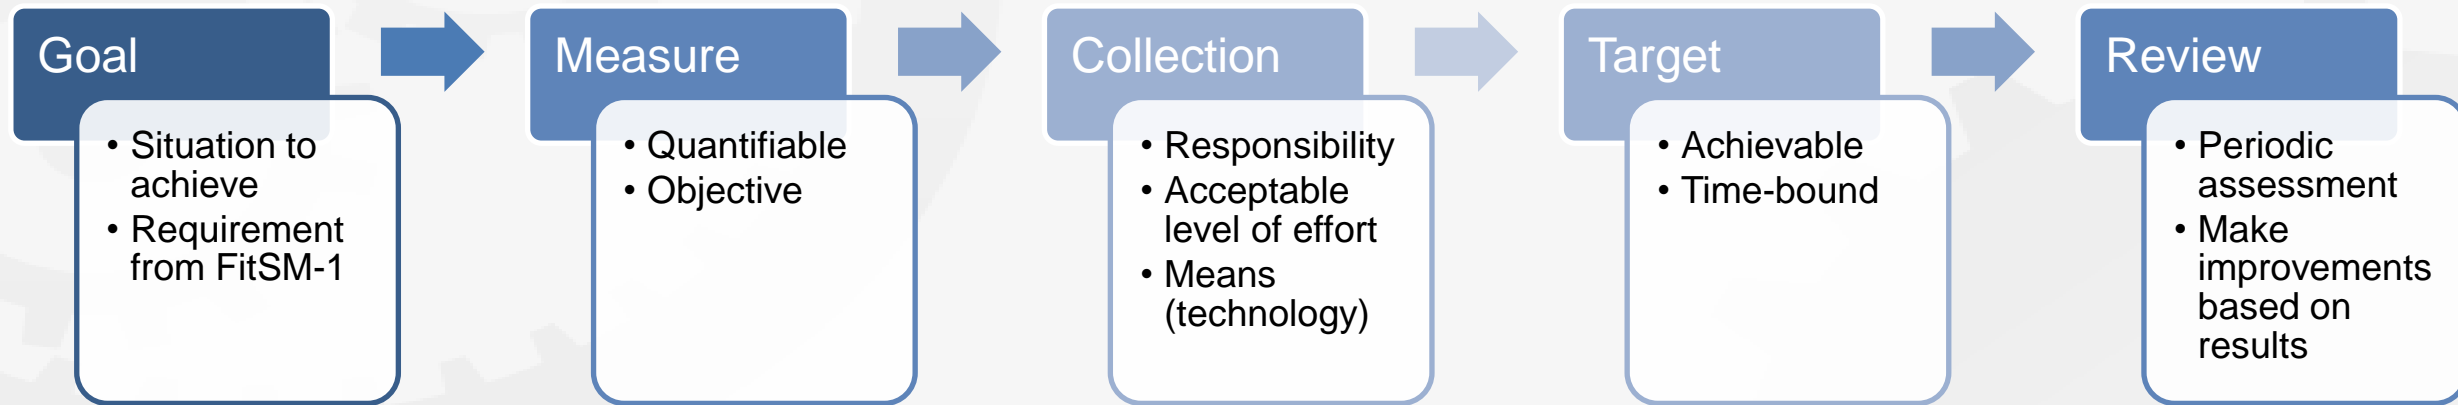 Goal
• Situation to
achieve
• Requirement
from FitSM-1
Measure
• Quantifiable
• Objective
Collection
• Responsibility
• Acceptable
level of effort
• Means
(technology)
Target
• Achievable
• Time-bound
Review
• Periodic
assessment
• Make
improvements
based on
results